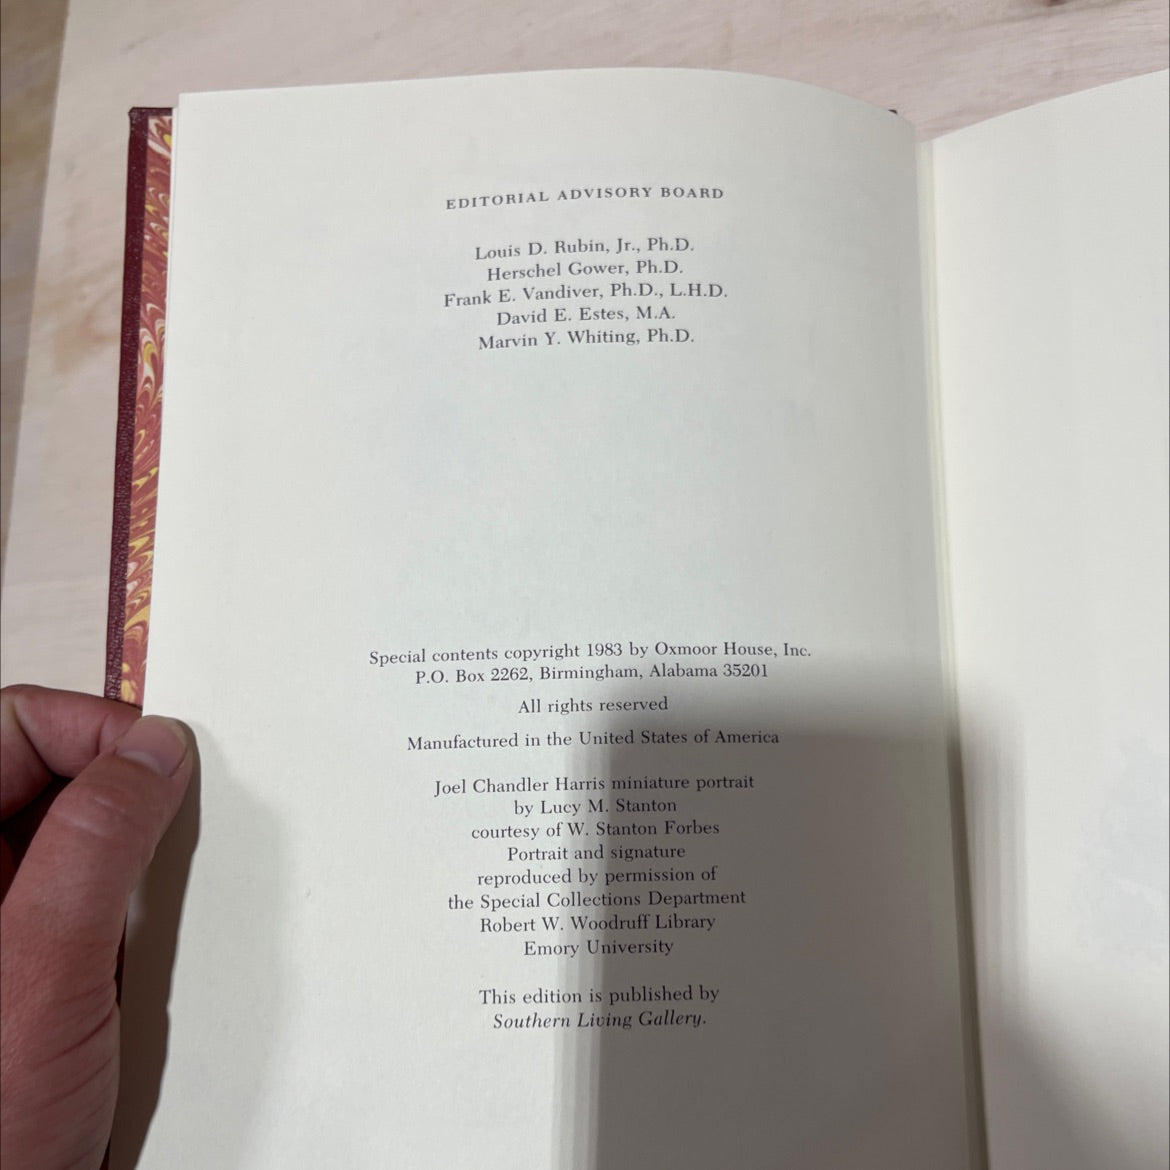 EDITORIAL ADVISORY BOARD
Louis D. Rubin, Jr., Ph.D.
Herschel Gower, Ph.D.
Frank E. Vandiver, Ph.D., L.H.D.
David E. Estes, M.A.
Marvin Y. Whiting, Ph.D.
Special contents copyright 1983 by Oxmoor House, Inc.
P.O. Box 2262, Birmingham, Alabama 35201
All rights reserved
Manufactured in the United States of America
Joel Chandler Harris miniature portrait
by Lucy M. Stanton
courtesy of W. Stanton Forbes
Portrait and signature
reproduced by permission of
the Special Collections Department
Robert W. Woodruff Library
Emory University
This edition is published by
Southern Living Gallery.